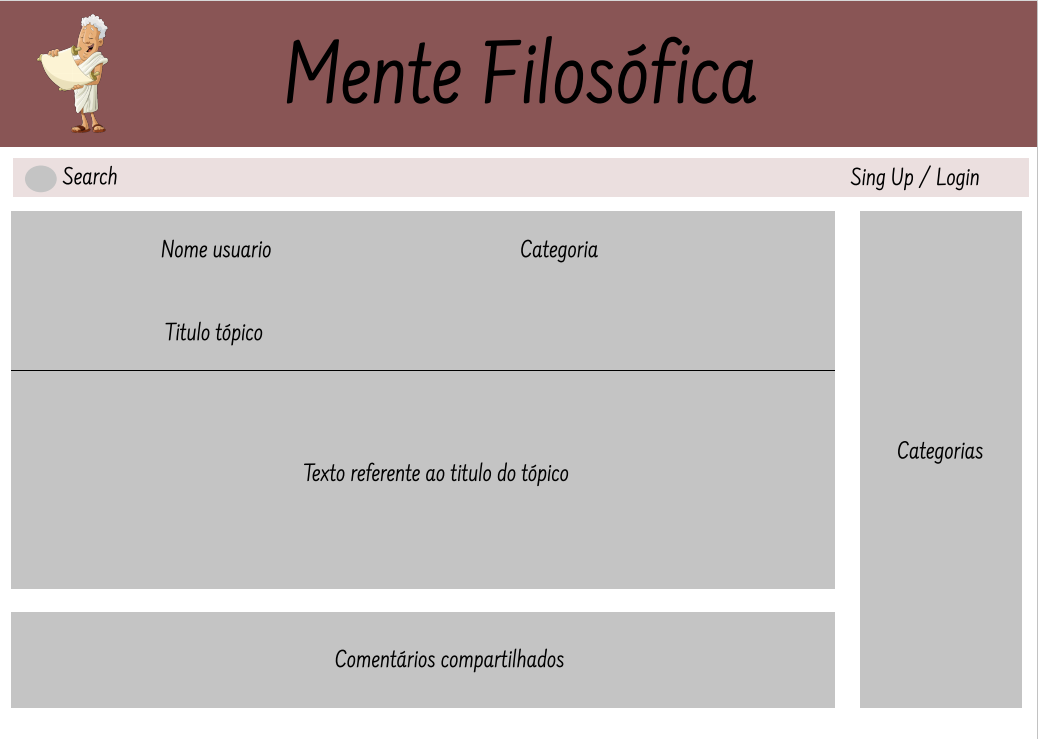 Mente Filosófica
Search
Sing Up / Login
Nome usuario
Categoria
Titulo tópico
Texto referente ao titulo do tópico
Categorias
Comentários compartilhados